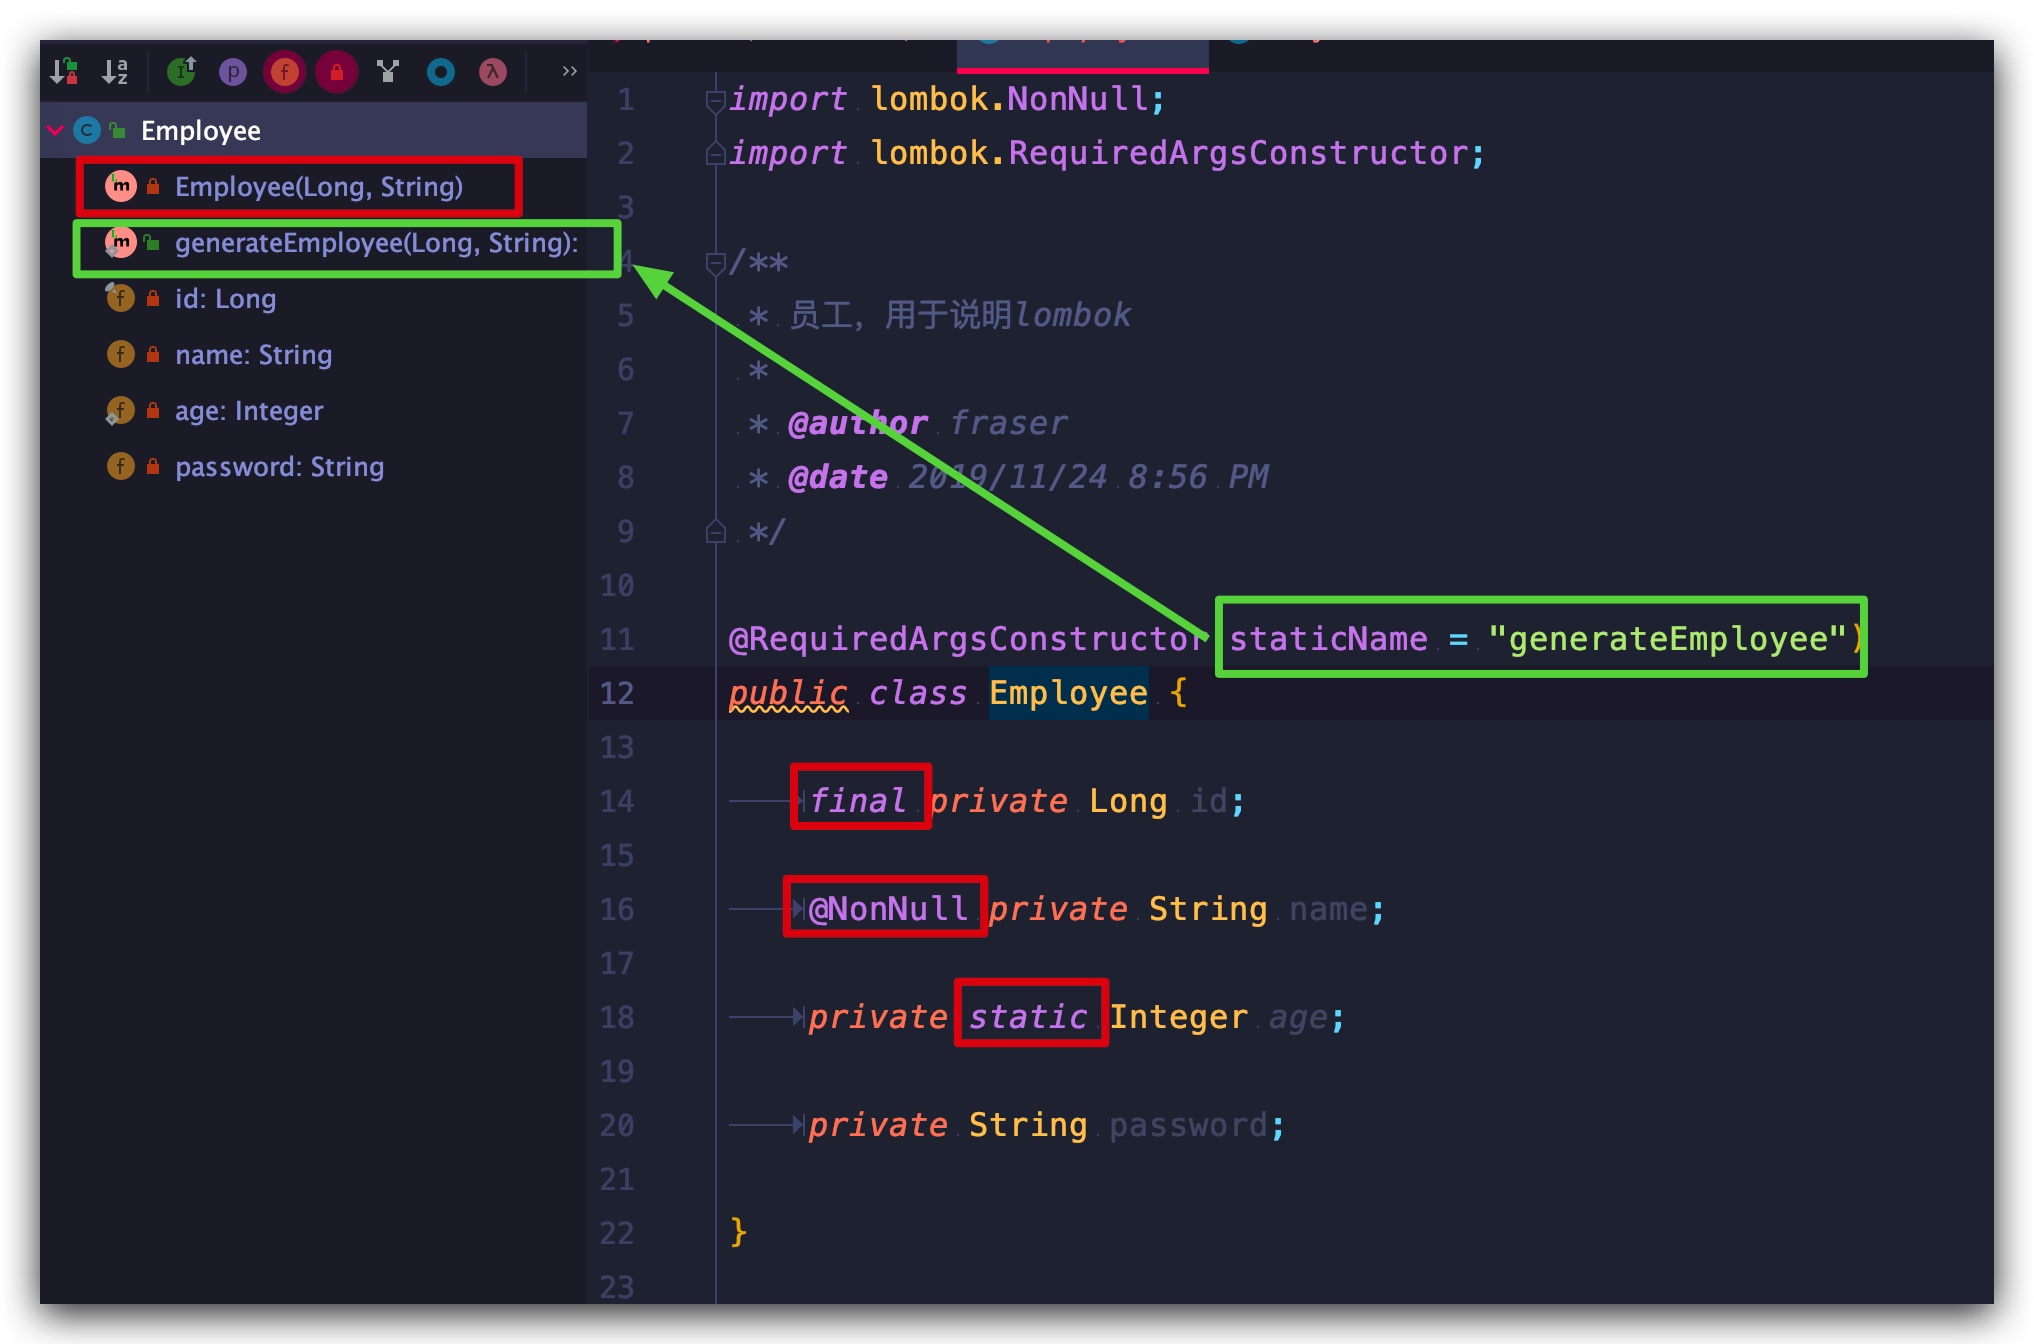 Employee
Employee(Long, String)
generateEmployee(Long, String):
id: Long
name: String
age: Integer
password: String
1 import lombok.NonNull;
2 import lombok.RequiredArgsConstructor;
3
4 /**
5 * 员工，用于说明lombok
6 *
7 * @author fraser
8 * @date 2019/11/24 8:56 PM
9 */
10
11 @RequiredArgsConstructor staticName = "generateEmployee")
12 public class Employee {
13
14 final private Long id;
15
16 @NonNull private String name;
17
18 private static Integer age;
19
20 private String password;
21
22 }
23